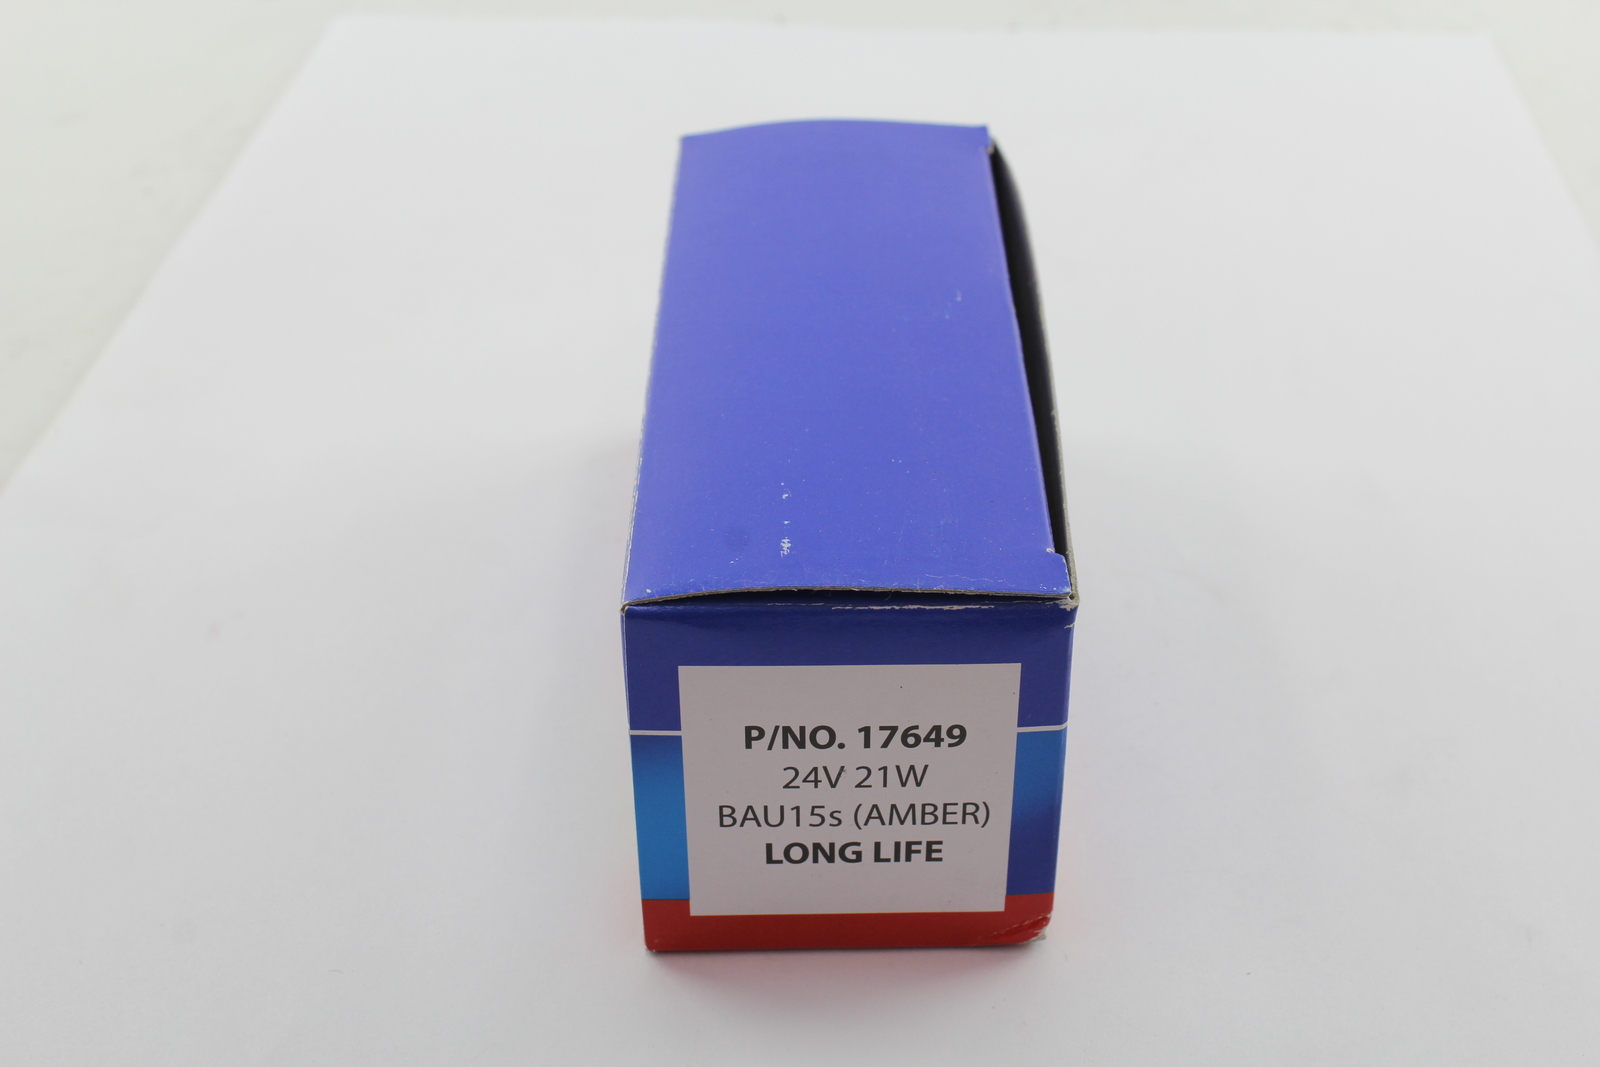 P/NO. 17649
24V 21W
BAU15s (AMBER)
LONG LIFE